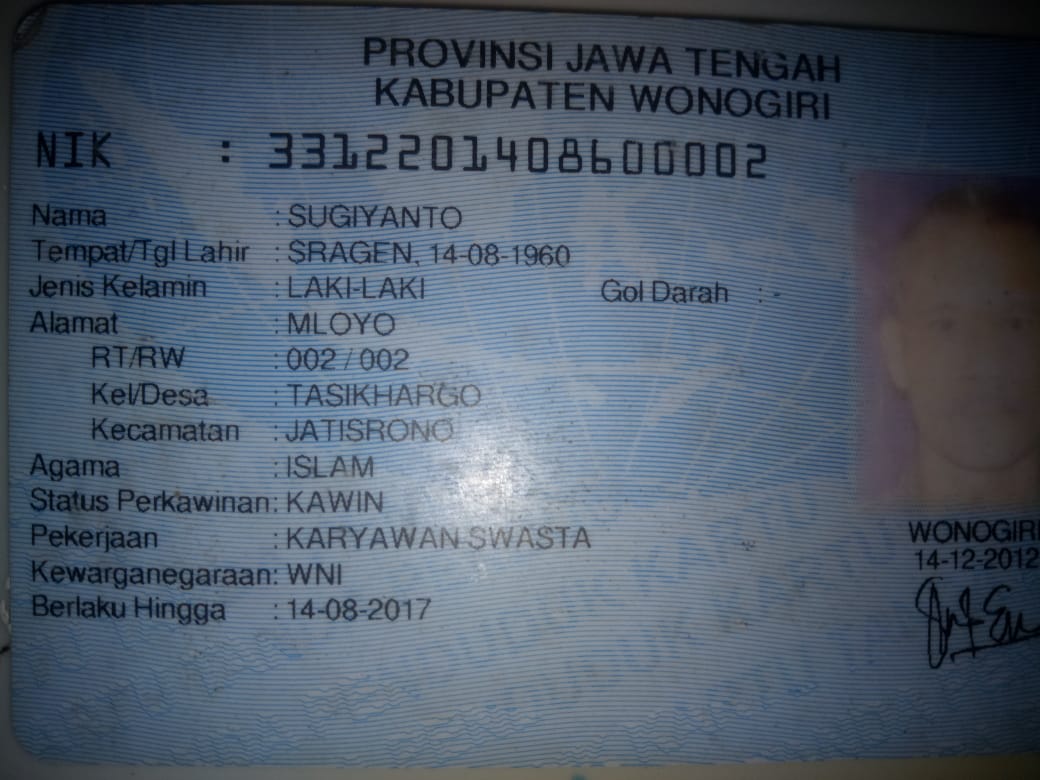 PROVINSI JAWA TENGAH
KABUPATEN WONOGIRI
NIK : 3312201408600002
Nama : SUGIYANTO
Tempat/Tgl Lahir : SRAGEN, 14-08-1960
Jenis Kelamin : LAKI-LAKI Gol Darah : -
Alamat : MLOYO
RT/RW : 002 / 002
Kel/Desa : TASIKHARGO
Kecamatan : JATISRONO
Agama : ISLAM
Status Perkawinan: KAWIN
Pekerjaan : KARYAWAN SWASTA
Kewarganegaraan: WNI
Berlaku Hingga : 14-08-2017
WONOGIRI
14-12-2012